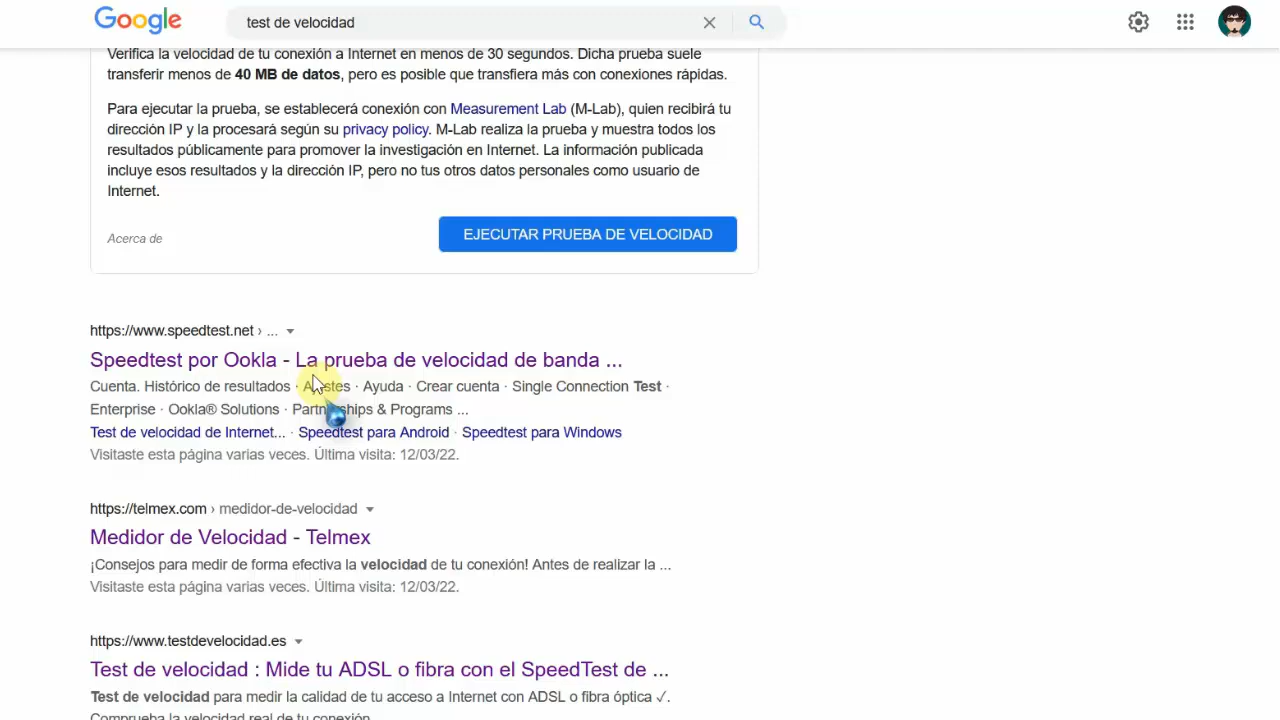 Google
test de velocidad
Verifica la velocidad de tu conexión a Internet en menos de 30 segundos. Dicha prueba suele
transferir menos de 40 MB de datos, pero es posible que transfiera más con conexiones rápidas.
Para ejecutar la prueba, se establecerá conexión con Measurement Lab (M-Lab), quien recibirá tu
dirección IP y la procesará según su privacy policy. M-Lab realiza la prueba y muestra todos los
resultados públicamente para promover la investigación en Internet. La información publicada
incluye esos resultados y la dirección IP, pero no tus otros datos personales como usuario de
Internet.
Acerca de
EJECUTAR PRUEBA DE VELOCIDAD
https://www.speedtest.net › ...
Speedtest por Ookla - La prueba de velocidad de banda ...
Cuenta. Histórico de resultados · Ajustes · Ayuda · Crear cuenta · Single Connection Test ·
Enterprise · Ookla® Solutions · Partnerships & Programs ...
Test de velocidad de Internet... · Speedtest para Android · Speedtest para Windows
Visitaste esta página varias veces. Última visita: 12/03/22.
https://telmex.com › medidor-de-velocidad
Medidor de Velocidad - Telmex
¡Consejos para medir de forma efectiva la velocidad de tu conexión! Antes de realizar la ...
Visitaste esta página varias veces. Última visita: 12/03/22.
https://www.testdevelocidad.es
Test de velocidad : Mide tu ADSL o fibra con el SpeedTest de ...
Test de velocidad para medir la calidad de tu acceso a Internet con ADSL o fibra óptica ✓.
Comprueba la velocidad real de tu conexión.